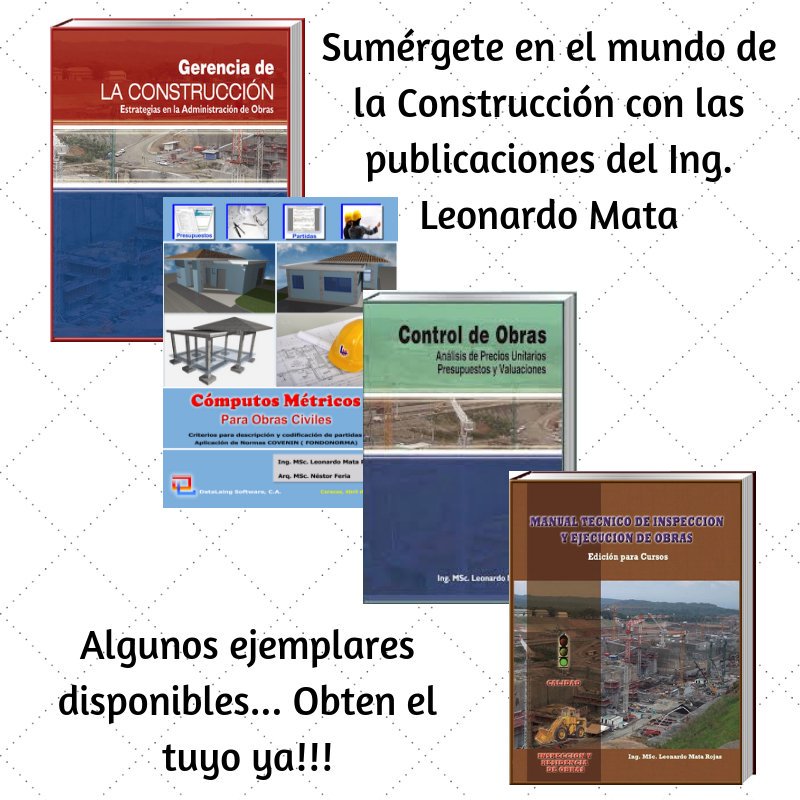 Sumérgete en el mundo de
la Construcción con las
publicaciones del Ing.
Leonardo Mata
Gerencia de
LA CONSTRUCCIÓN
Estrategias en la Administración de Obras
Presupuestos
Partidas
Cómputos Métricos
Para Obras Civiles
Criterios para descripción y codificación de partidas
Aplicación de Normas COVENIN ( FONDONORMA)
Ing. MSc. Leonardo Mata
Arq. MSc. Néstor Feria
DataLaing Software, C.A.
Caracas,
Control de Obras
Análisis de Precios Unitarios
Presupuestos y Valuaciones
Ing. MSc. Leonardo
MANUAL TECNICO DE INSPECCION
Y EJECUCION DE OBRAS
Edición para Cursos
CALIDAD
INSPECCION Y
RESIDENCIA
DE OBRAS
Ing. MSc. Leonardo Mata Rojas
Algunos ejemplares
disponibles... Obten el
tuyo ya!!!